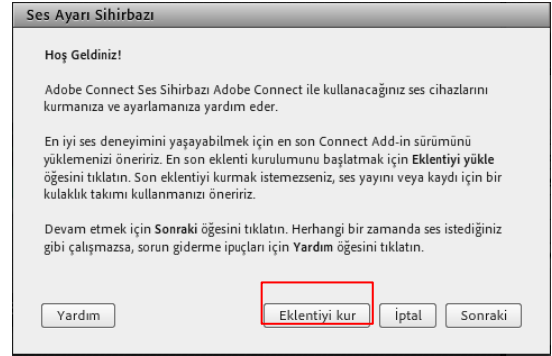 Ses Ayarı Sihirbazı
Hoş Geldiniz!
Adobe Connect Ses Sihirbazı Adobe Connect ile kullanacağınız ses cihazlarını
kurmanıza ve ayarlamanıza yardım eder.
En iyi ses deneyimini yaşayabilmek için en son Connect Add-in sürümünü
yüklemenizi öneririz. En son eklenti kurulumunu başlatmak için Eklentiyi yükle
öğesini tıklatın. Son eklentiyi kurmak istemezseniz, ses yayını veya kaydı için bir
kulaklık takımı kullanmanızı öneririz.
Devam etmek için Sonraki öğesini tıklatın. Herhangi bir zamanda ses istediğiniz
gibi çalışmazsa, sorun giderme ipuçları için Yardım öğesini tıklatın.
Yardım Eklentiyi kur İptal Sonraki